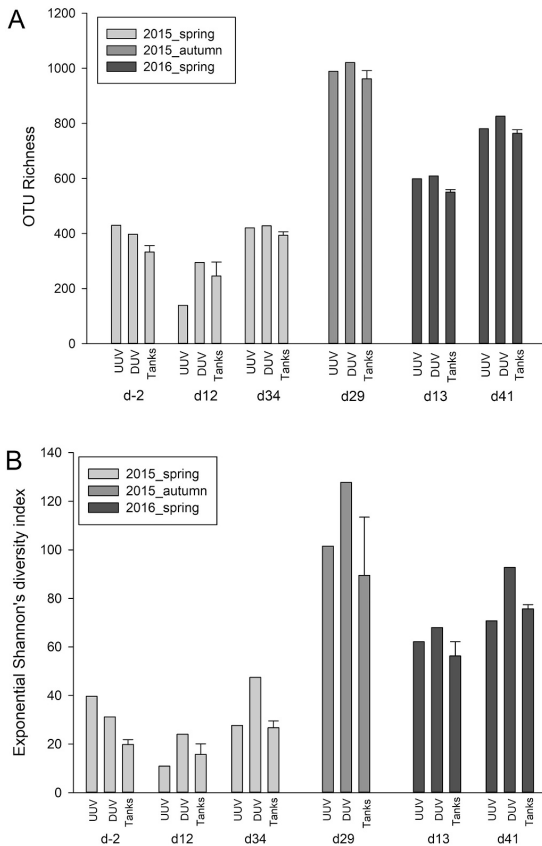 A
1200
1000
800
600
400
200
0
OTU Richness
2015_spring
2015_autumn
2016_spring
UUV DUV Tanks UUV DUV Tanks UUV DUV Tanks UUV DUV Tanks UUV DUV Tanks UUV DUV Tanks
d-2 d12 d34 d29 d13 d41
B
140
120
100
80
60
40
20
0
Exponential Shannon's diversity index
2015_spring
2015_autumn
2016_spring
UUV DUV Tanks UUV DUV Tanks UUV DUV Tanks UUV DUV Tanks UUV DUV Tanks UUV DUV Tanks
d-2 d12 d34 d29 d13 d41